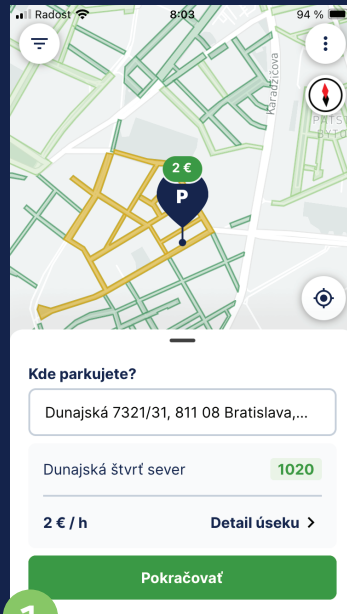 Radost
8:03
94 %
Karadžičova
2 €
P
Kde parkujete?
Dunajská 7321/31, 811 08 Bratislava,...
Dunajská štvrť sever
1020
2 € / h
Detail úseku
Pokračovať